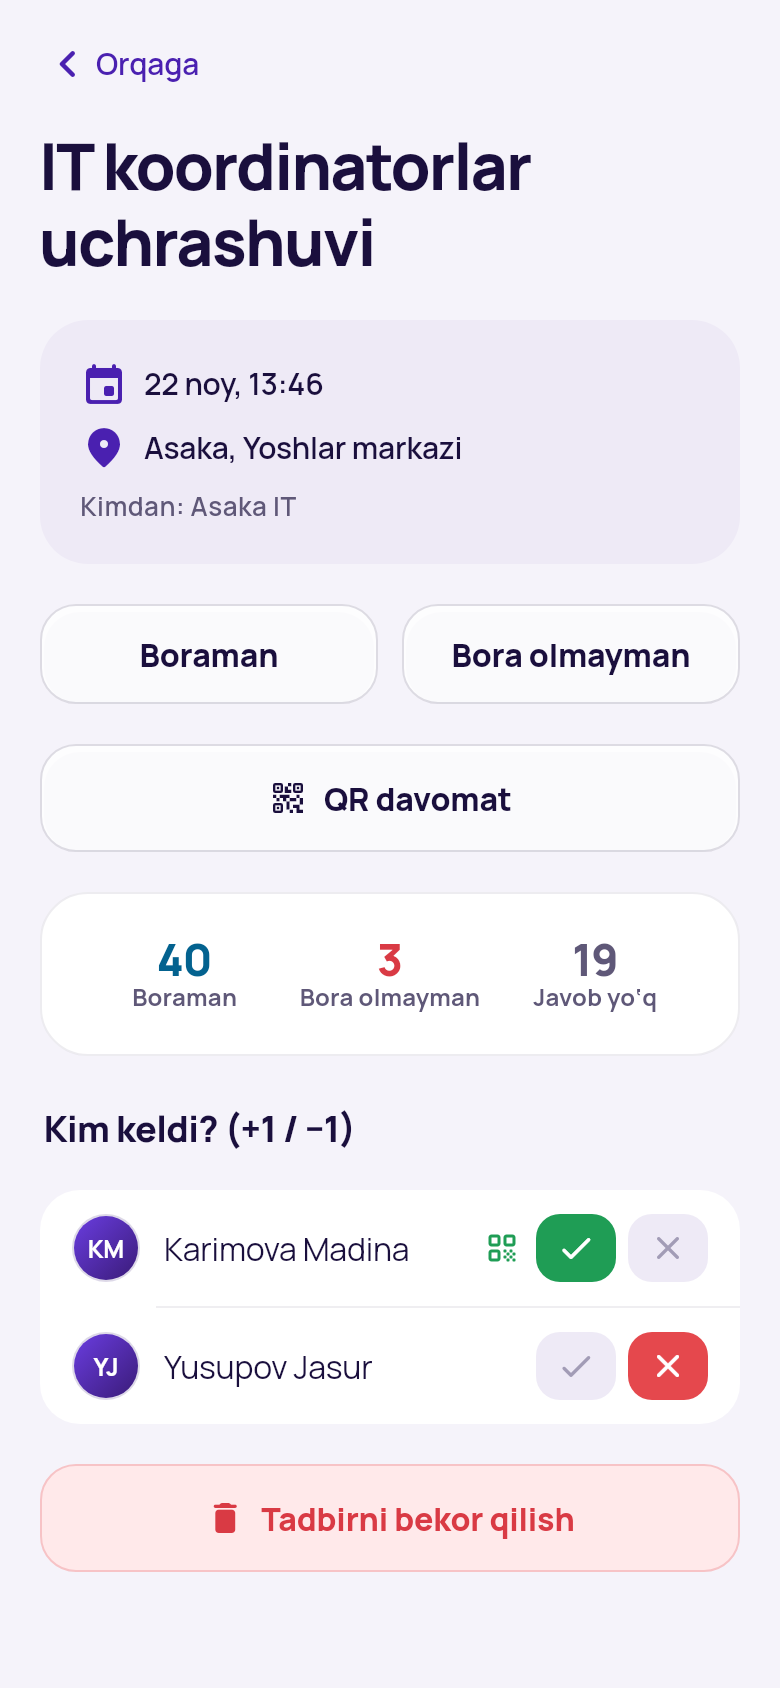 Orqaga
IT koordinatorlar
uchrashuvi
22 noy, 13:46
Asaka, Yoshlar markazi
Kimdan: Asaka IT
Boraman
Bora olmayman
QR davomat
40
Boraman
3
Bora olmayman
19
Javob yoʻq
Kim keldi? (+1 / −1)
KM
Karimova Madina
YJ
Yusupov Jasur
Tadbirni bekor qilish